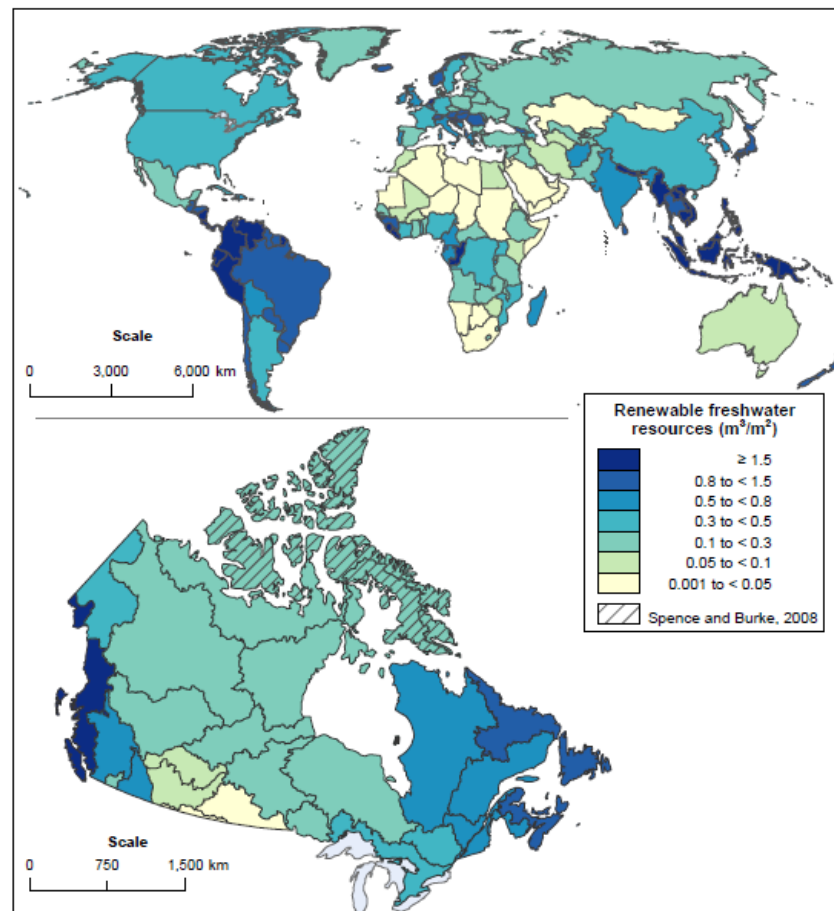 Scale
0 3,000 6,000 km
Renewable freshwater
resources (m³/m²)
≥ 1.5
0.8 to < 1.5
0.5 to < 0.8
0.3 to < 0.5
0.1 to < 0.3
0.05 to < 0.1
0.001 to < 0.05
Spence and Burke, 2008
Scale
0 750 1,500 km